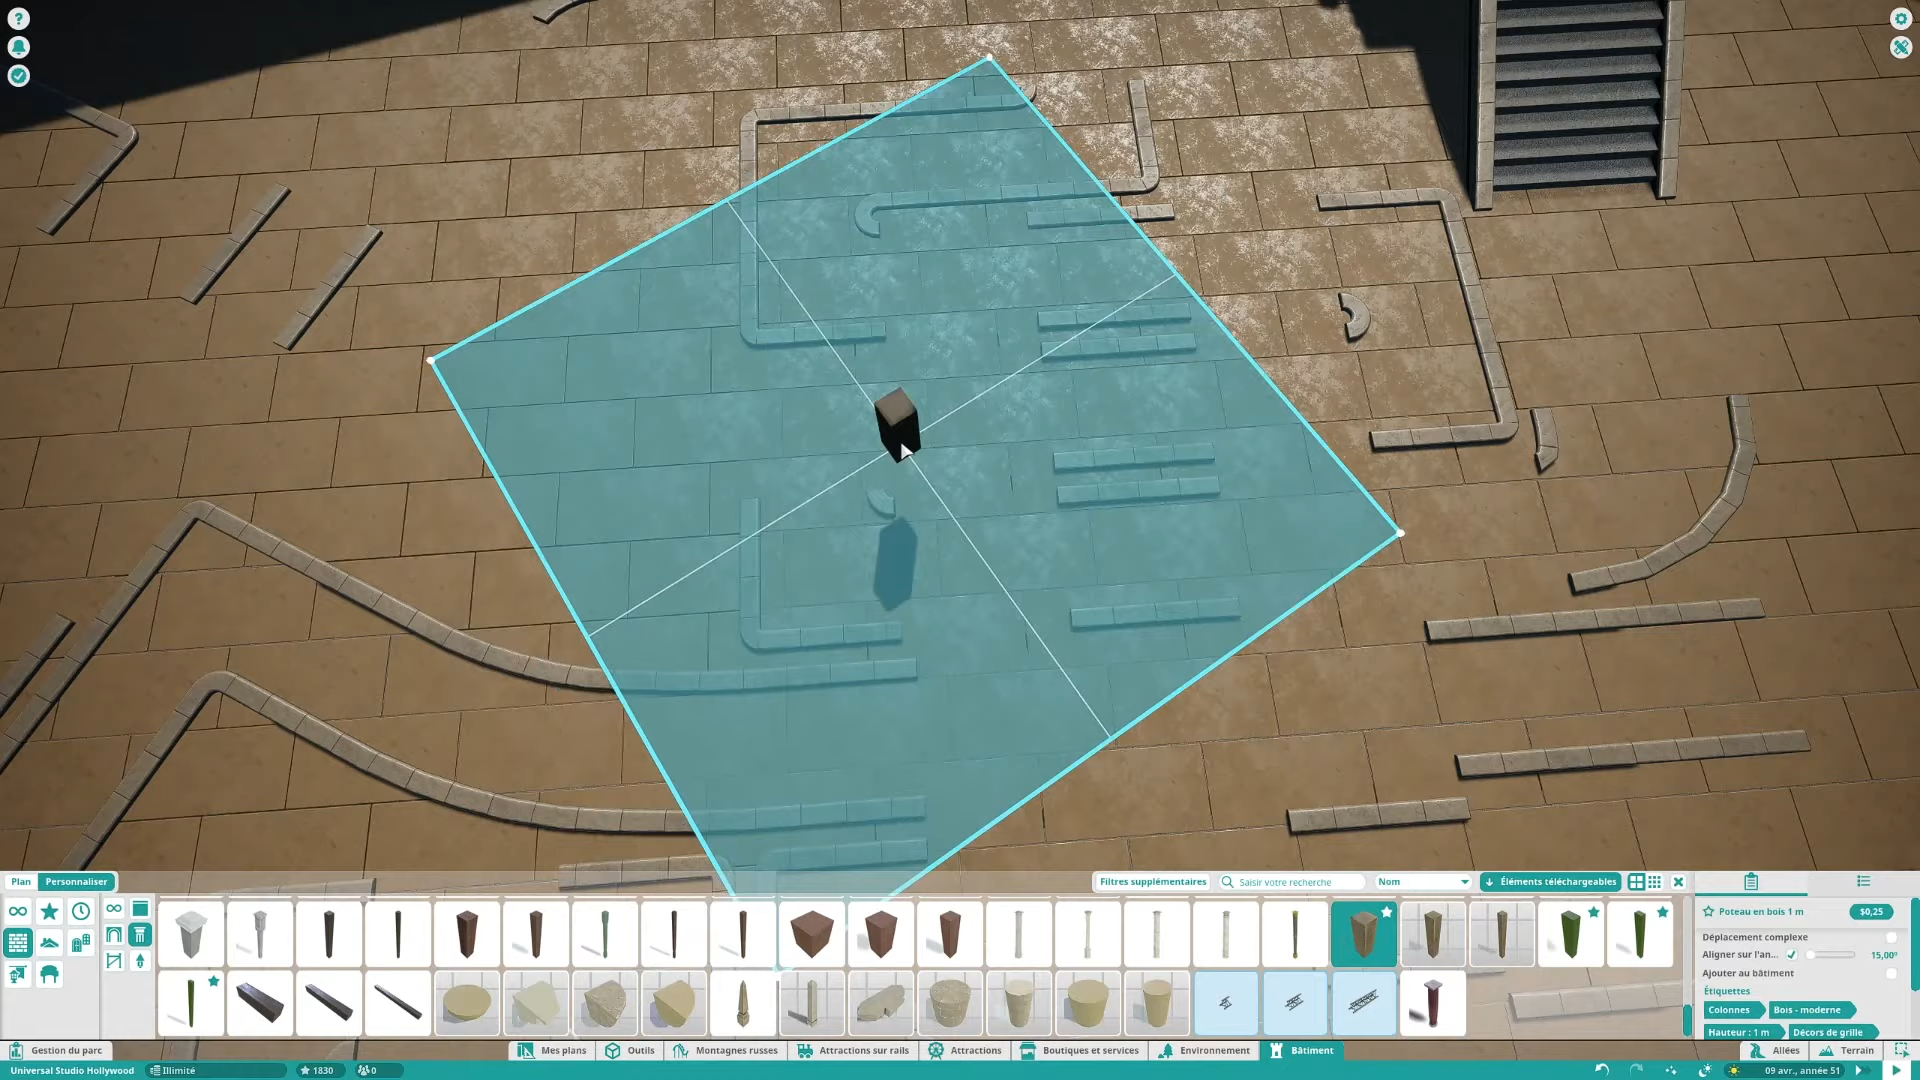 ?
Plan Personnaliser
Filtres supplémentaires Saisir votre recherche Nom Éléments téléchargeables
Poteau en bois 1 m $0,25
Déplacement complexe
Aligner sur l'an... 15,00°
Ajouter au bâtiment
Étiquettes
Colonnes Bois - moderne
Hauteur : 1 m Décors de grille
Gestion du parc Mes plans Outils Montagnes russes Attractions sur rails Attractions Boutiques et services Environnement Bâtiment Allées Terrain
Universal Studio Hollywood Illimité 1830 0 09 avr., année 51